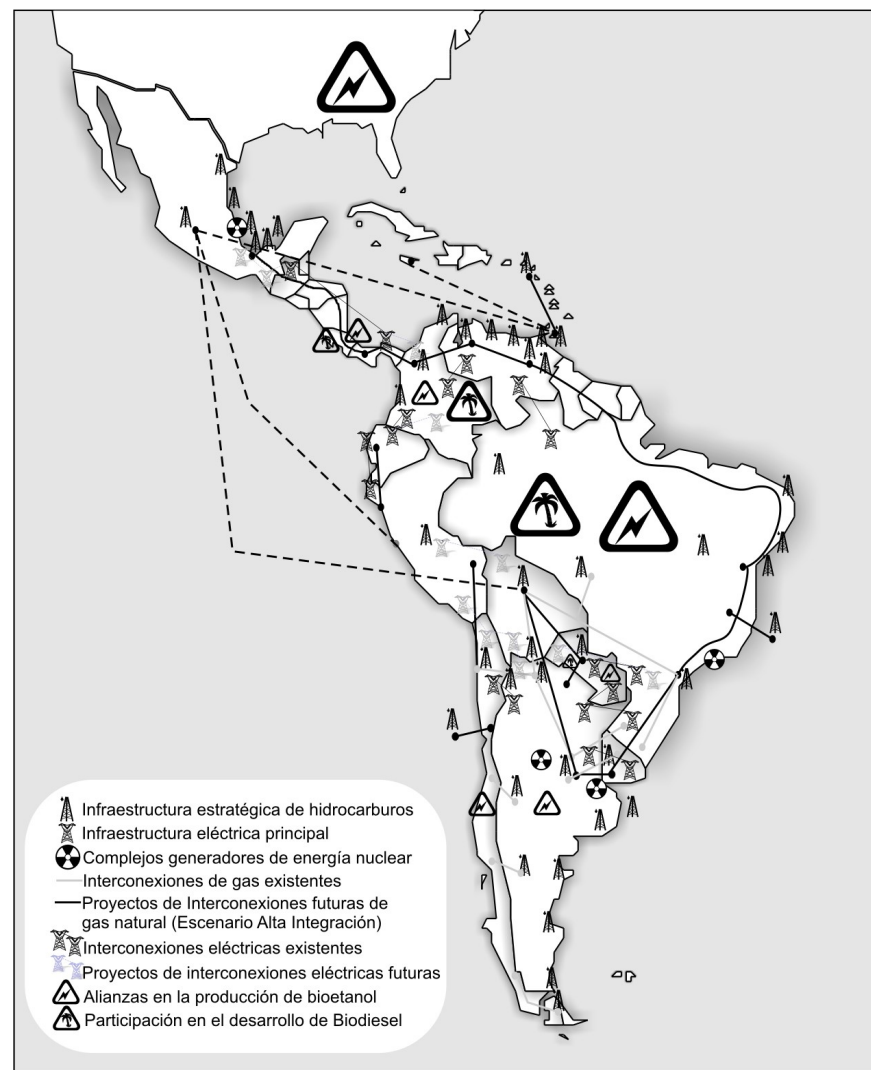 Infraestructura estratégica de hidrocarburos
Infraestructura eléctrica principal
Complejos generadores de energía nuclear
Interconexiones de gas existentes
Proyectos de Interconexiones futuras de
gas natural (Escenario Alta Integración)
Interconexiones eléctricas existentes
Proyectos de interconexiones eléctricas futuras
Alianzas en la producción de bioetanol
Participación en el desarrollo de Biodiesel